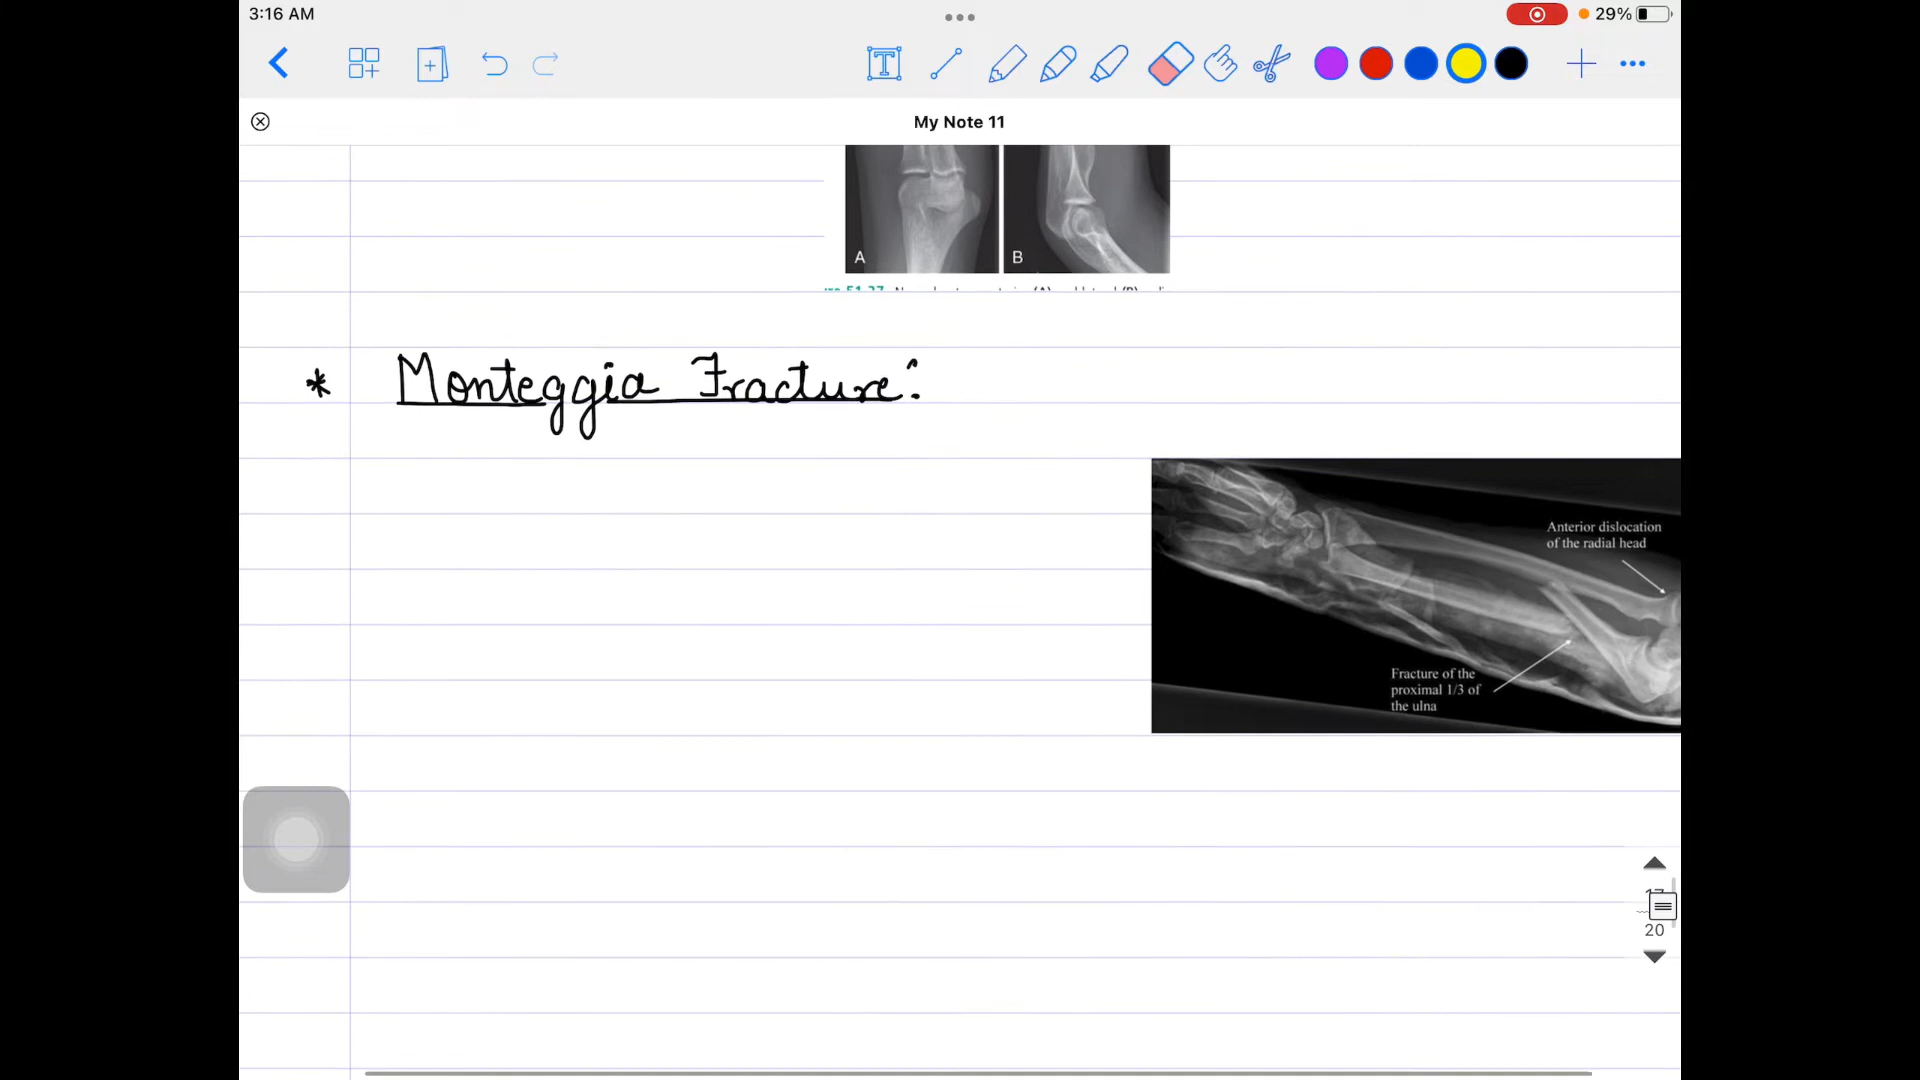 3:16 AM
29%
T
My Note 11
A
B
* Monteggia Fracture:
Anterior dislocation
of the radial head
Fracture of the
proximal 1/3 of
the ulna
20